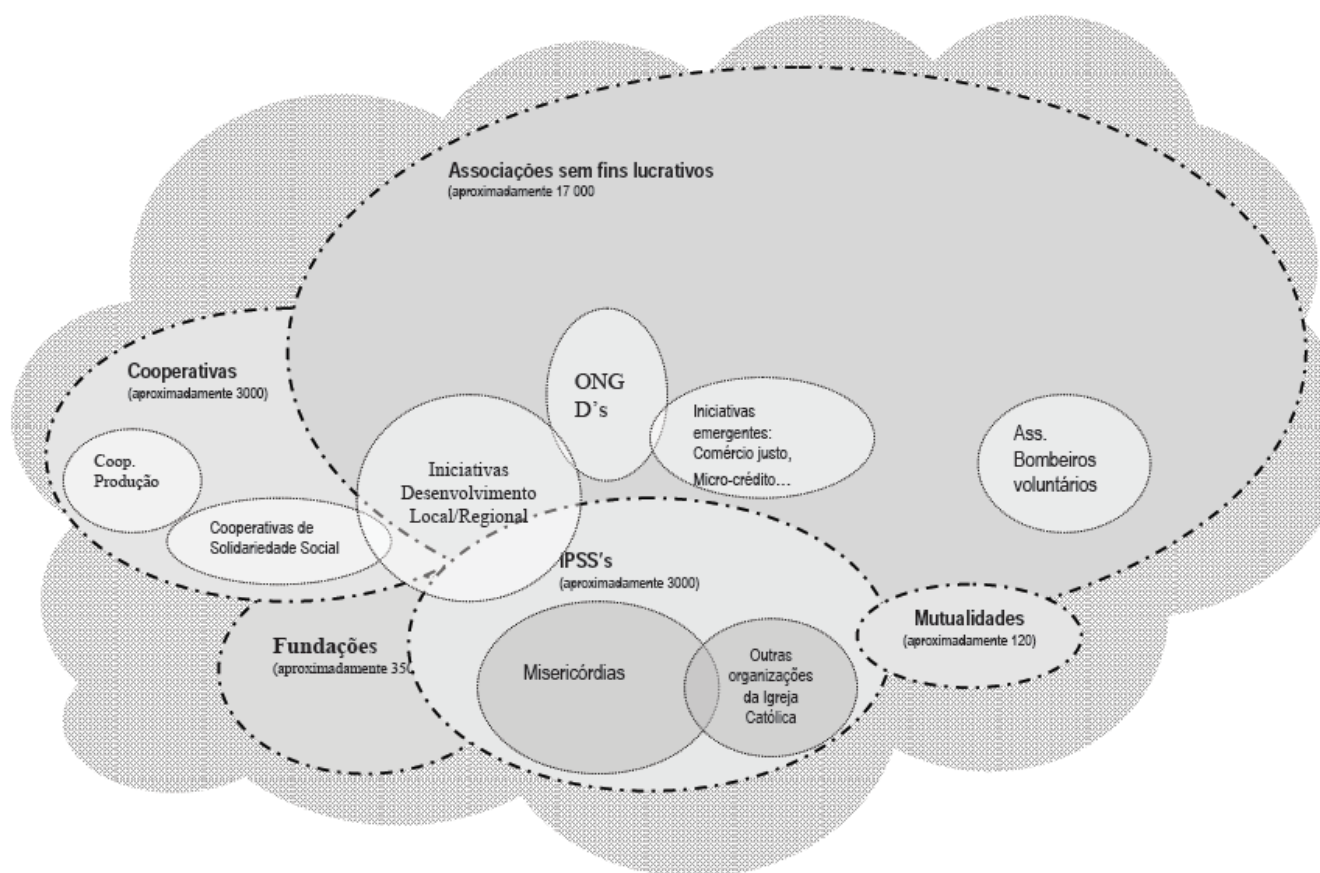 Associações sem fins lucrativos
(aproximadamente 17 000
Cooperativas
(aproximadamente 3000)
ONG
D's
Iniciativas
emergentes:
Comércio justo,
Micro-crédito...
Ass.
Bombeiros
voluntários
Coop.
Produção
Iniciativas
Desenvolvimento
Local/Regional
Cooperativas de
Solidariedade Social
IPSS's
(aproximadamente 3000)
Mutualidades
(aproximadamente 120)
Fundações
(aproximadamente 350
Misericórdias
Outras
organizações
da Igreja
Católica